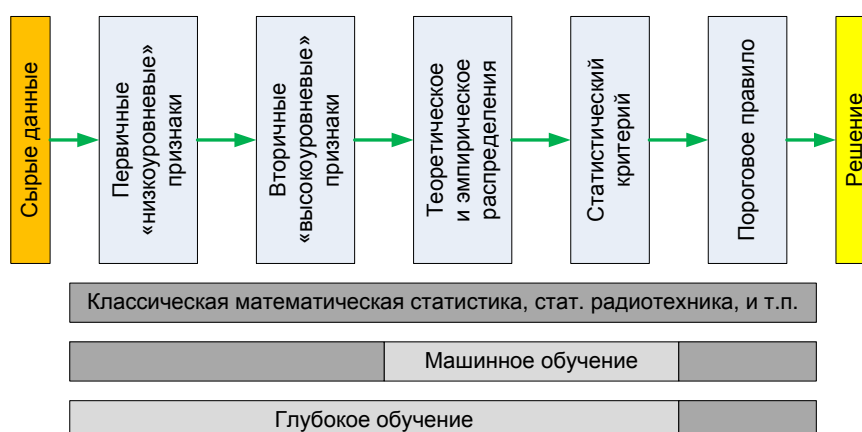 Сырые данные
Первичные
«низкоуровневые»
признаки
Вторичные
«высокоуровневые»
признаки
Теоретическое
и эмпирическое
распределения
Статистический
критерий
Пороговое правило
Решение
Классическая математическая статистика, стат. радиотехника, и т.п.
Машинное обучение
Глубокое обучение